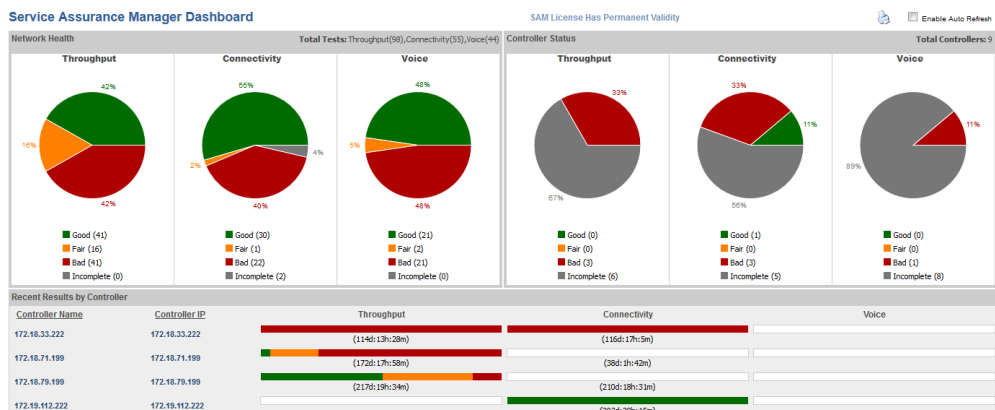 Service Assurance Manager Dashboard
SAM License Has Permanent Validity
Enable Auto Refresh
Network Health
Total Tests: Throughput(98),Connectivity(55),Voice(44)
Throughput
Connectivity
Voice
42%
16%
42%
55%
2%
4%
40%
48%
5%
48%
Good (41)
Fair (16)
Bad (41)
Incomplete (0)
Good (30)
Fair (1)
Bad (22)
Incomplete (2)
Good (21)
Fair (2)
Bad (21)
Incomplete (0)
Controller Status
Total Controllers: 9
Throughput
Connectivity
Voice
33%
67%
33%
11%
56%
11%
89%
Good (0)
Fair (0)
Bad (3)
Incomplete (6)
Good (1)
Fair (0)
Bad (3)
Incomplete (5)
Good (0)
Fair (0)
Bad (1)
Incomplete (8)
Recent Results by Controller
Controller Name Controller IP Throughput Connectivity Voice
172.18.33.222 172.18.33.222 (114d:13h:28m) (116d:17h:5m)
172.18.71.199 172.18.71.199 (172d:17h:58m) (38d:1h:42m)
172.18.79.199 172.18.79.199 (217d:19h:34m) (210d:18h:31m)
172.19.112.222 172.19.112.222